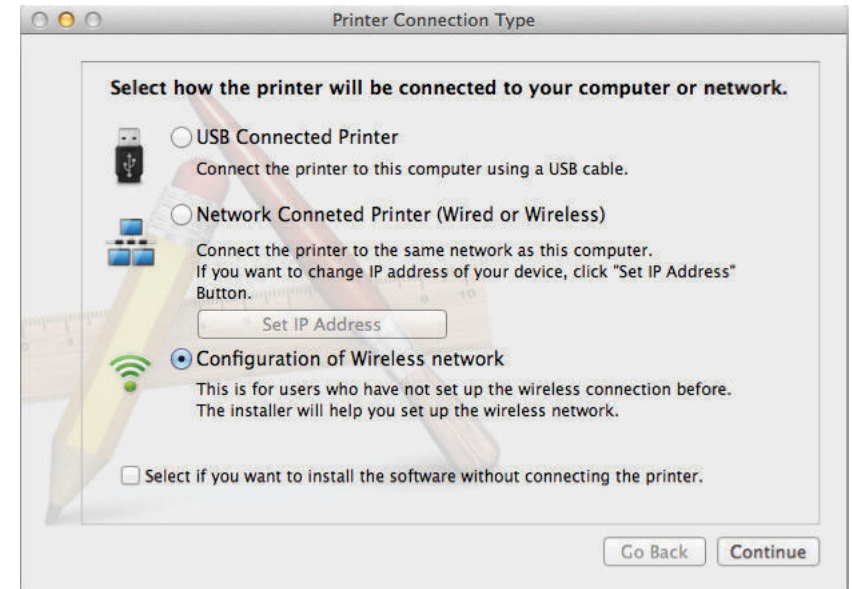 Printer Connection Type
Select how the printer will be connected to your computer or network.
USB Connected Printer
Connect the printer to this computer using a USB cable.
Network Conneted Printer (Wired or Wireless)
Connect the printer to the same network as this computer.
If you want to change IP address of your device, click "Set IP Address"
Button.
Set IP Address
Configuration of Wireless network
This is for users who have not set up the wireless connection before.
The installer will help you set up the wireless network.
Select if you want to install the software without connecting the printer.
Go Back
Continue